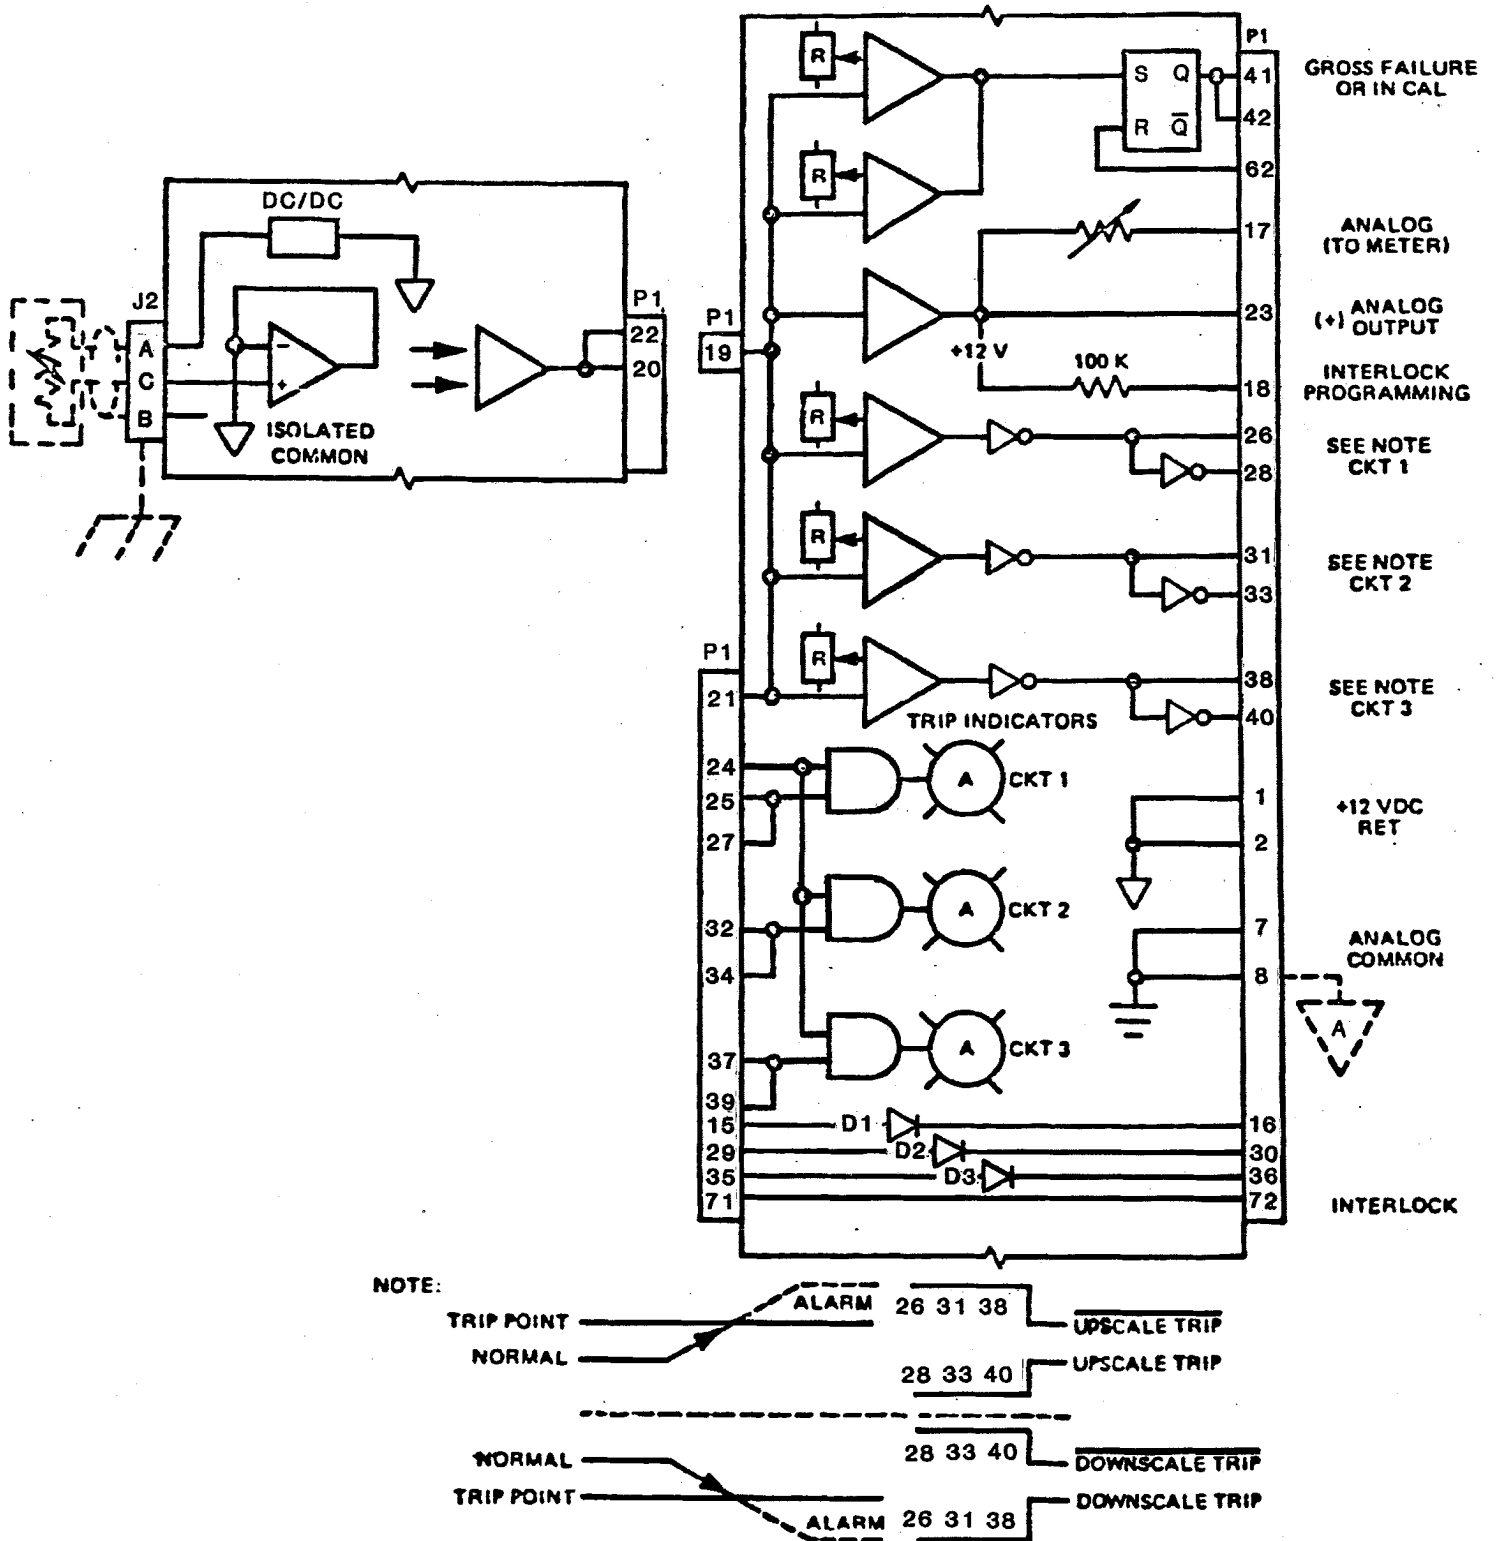 P1
R
S Q
R Q̅
41
42
62
GROSS FAILURE
OR IN CAL
R
17
ANALOG
(TO METER)
DC/DC
J2
A
C
B
ISOLATED
COMMON
P1
22
20
P1
19
+12 V
23
(+) ANALOG
OUTPUT
100 K
18
INTERLOCK
PROGRAMMING
R
26
28
SEE NOTE
CKT 1
R
31
33
SEE NOTE
CKT 2
R
38
40
SEE NOTE
CKT 3
P1
21
TRIP INDICATORS
24
25
27
A
CKT 1
1
2
+12 VDC
RET
32
34
A
CKT 2
7
8
ANALOG
COMMON
A
37
39
A
CKT 3
15
D1
16
29
D2
30
35
D3
36
71
72
INTERLOCK
NOTE:
TRIP POINT
NORMAL
ALARM
26 31 38
UPSCALE TRIP
28 33 40
UPSCALE TRIP
NORMAL
TRIP POINT
ALARM
28 33 40
DOWNSCALE TRIP
26 31 38
DOWNSCALE TRIP